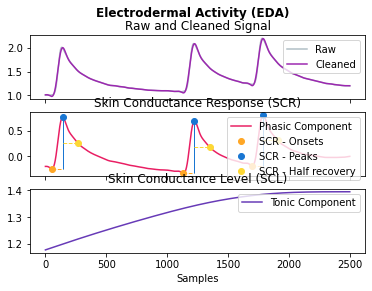 Electrodermal Activity (EDA)
Raw and Cleaned Signal
2.0
1.5
1.0
Raw
Cleaned
Skin Conductance Response (SCR)
0.5
0.0
Phasic Component
SCR - Onsets
SCR - Peaks
SCR - Half recovery
Skin Conductance Level (SCL)
1.4
1.3
1.2
Tonic Component
0 500 1000 1500 2000 2500
Samples